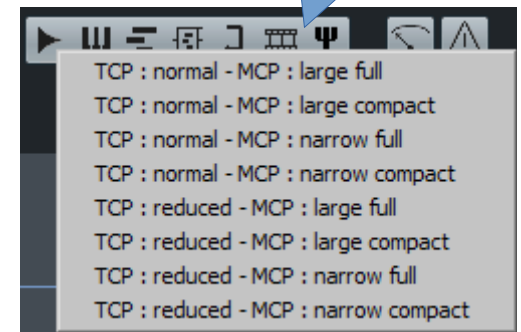 TCP : normal - MCP : large full
TCP : normal - MCP : large compact
TCP : normal - MCP : narrow full
TCP : normal - MCP : narrow compact
TCP : reduced - MCP : large full
TCP : reduced - MCP : large compact
TCP : reduced - MCP : narrow full
TCP : reduced - MCP : narrow compact